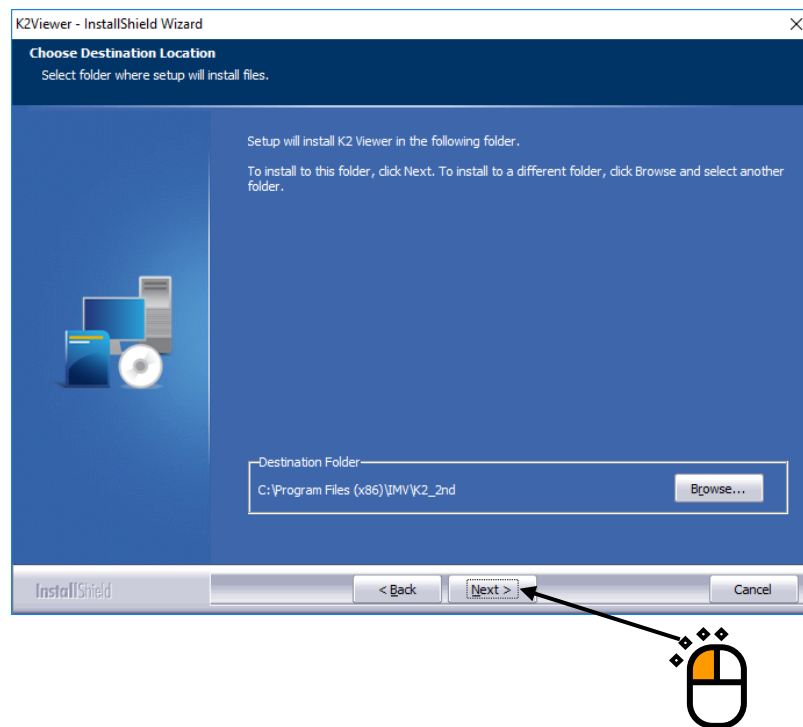 K2Viewer - InstallShield Wizard
Choose Destination Location
Select folder where setup will install files.
Setup will install K2 Viewer in the following folder.
To install to this folder, click Next. To install to a different folder, click Browse and select another
folder.
Destination Folder
C:\Program Files (x86)\IMV\K2_2nd
Browse...
InstallShield
< Back
Next >
Cancel